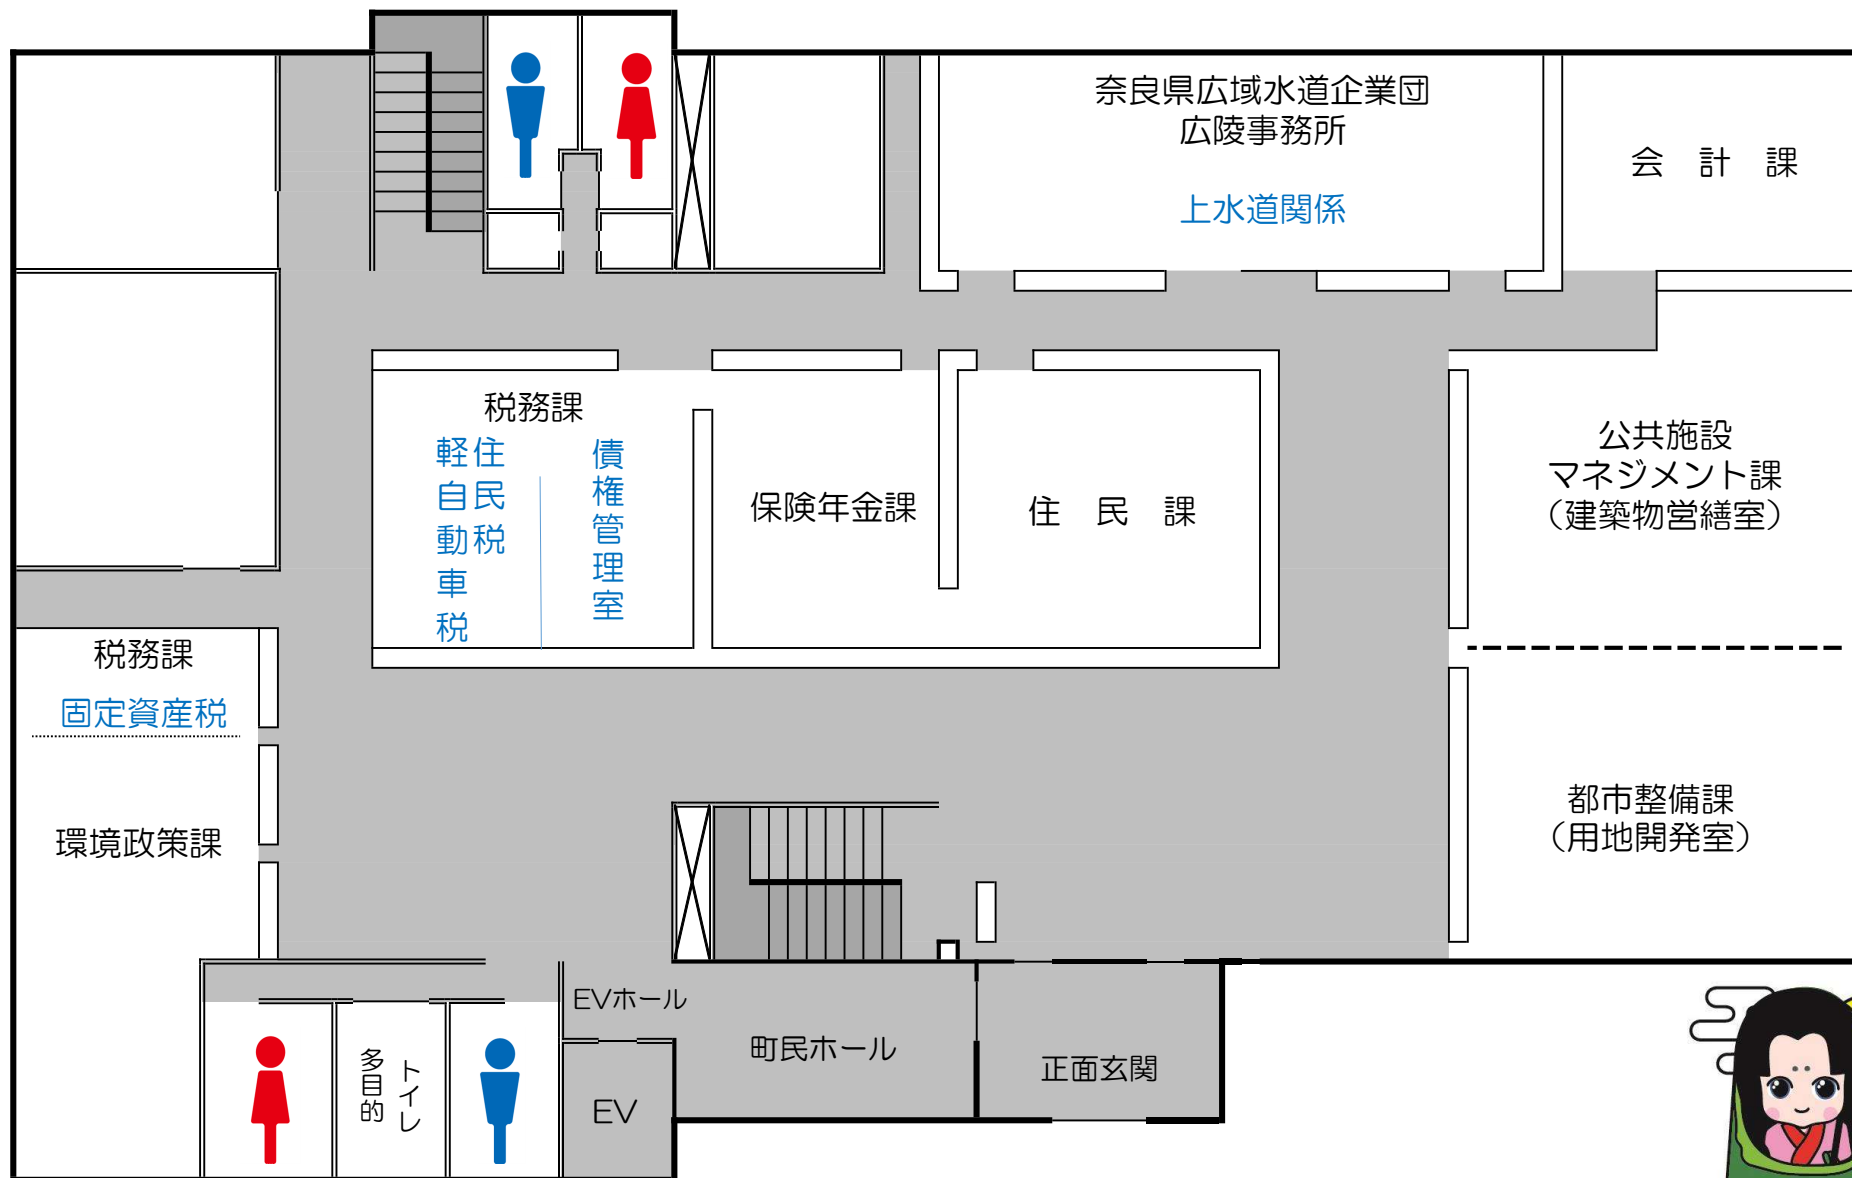 奈良県広域水道企業団
広陵事務所
上水道関係
会　計　課
税務課
住民税
軽自動車税
債権管理室
保険年金課
住　民　課
公共施設
マネジメント課
（建築物営繕室）
税務課
固定資産税
環境政策課
都市整備課
（用地開発室）
EVホール
町民ホール
正面玄関
多目的
トイレ
EV